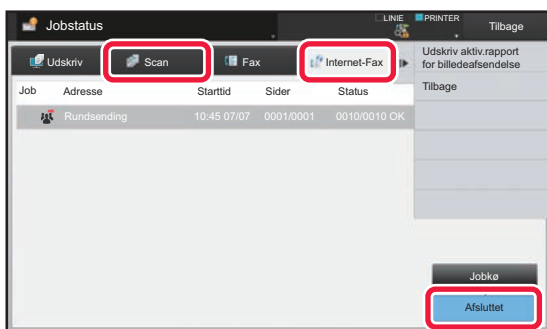 Jobstatus
LINIE
PRINTER
Tilbage
Udskriv
Scan
Fax
Internet-Fax
Udskriv aktiv.rapport
for billedeafsendelse
Job Adresse Starttid Sider Status
Tilbage
Rundsending 10:45 07/07 0001/0001 0010/0010 OK
Jobkø
Afsluttet